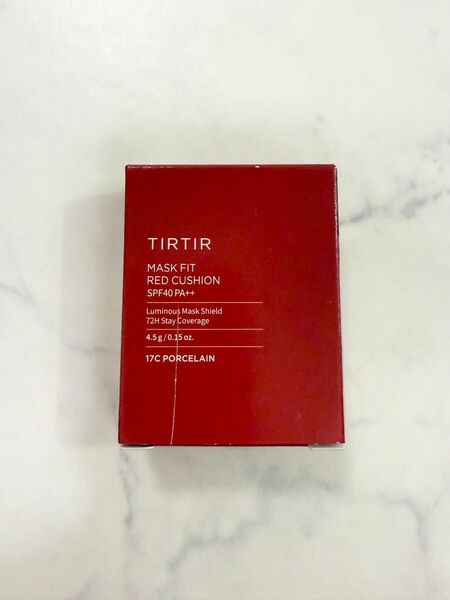 TIRTIR
MASK FIT
RED CUSHION
SPF40 PA++
Luminous Mask Shield
72H Stay Coverage
4.5 g / 0.15 oz.
17C PORCELAIN